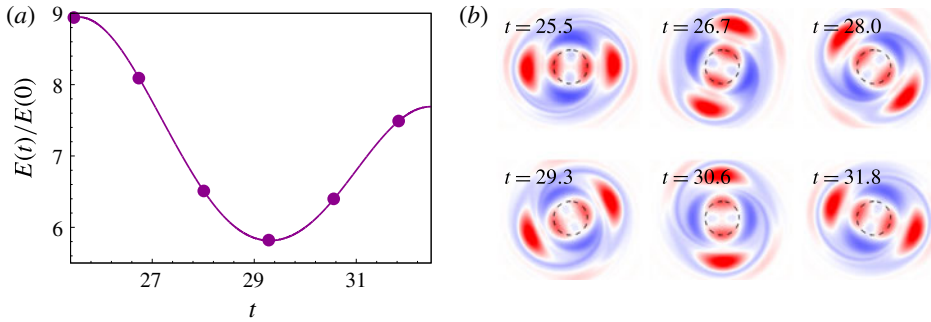 (a)
9
8
7
6
E(t)/E(0)
27
29
31
t
(b)
t = 25.5
t = 26.7
t = 28.0
t = 29.3
t = 30.6
t = 31.8